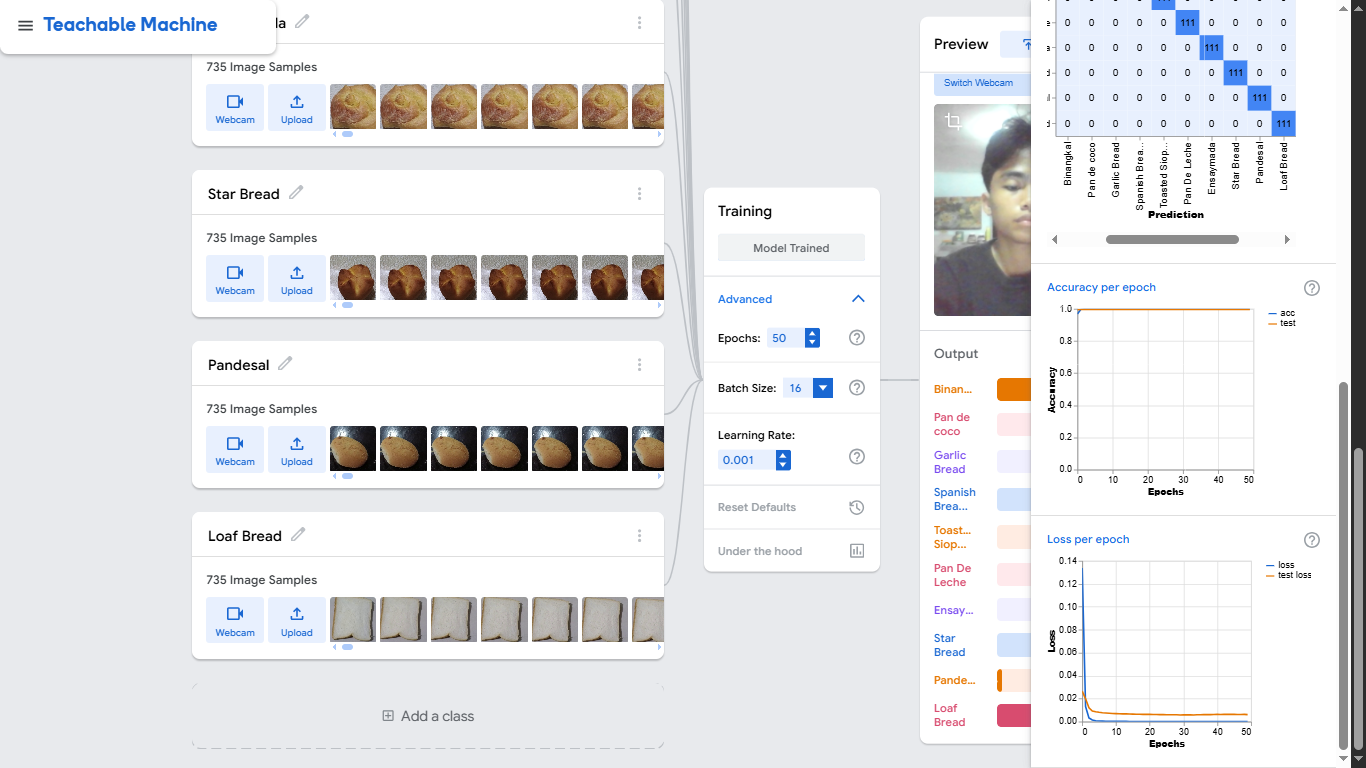 Teachable Machine
da
735 Image Samples
Webcam
Upload
Star Bread
735 Image Samples
Webcam
Upload
Pandesal
735 Image Samples
Webcam
Upload
Loaf Bread
735 Image Samples
Webcam
Upload
Add a class
Training
Model Trained
Advanced
Epochs: 50
Batch Size: 16
Learning Rate:
0.001
Reset Defaults
Under the hood
Preview
Switch Webcam
Output
Binan...
Pan de
coco
Garlic
Bread
Spanish
Brea...
Toast...
Siop...
Pan De
Leche
Ensay...
Star
Bread
Pande...
Loaf
Bread
0 0 0 0 0 111 0 0 0 0
0 0 0 0 0 0 111 0 0 0
0 0 0 0 0 0 0 111 0 0
0 0 0 0 0 0 0 0 111 0
0 0 0 0 0 0 0 0 0 111
Binangkal
Pan de coco
Garlic Bread
Spanish Brea...
Toasted Siop...
Pan De Leche
Ensaymada
Star Bread
Pandesal
Loaf Bread
Prediction
Accuracy per epoch
1.0
0.8
0.6
0.4
0.2
0.0
Accuracy
0 10 20 30 40 50
Epochs
acc
test
Loss per epoch
0.14
0.12
0.10
0.08
0.06
0.04
0.02
0.00
Loss
0 10 20 30 40 50
Epochs
loss
test loss